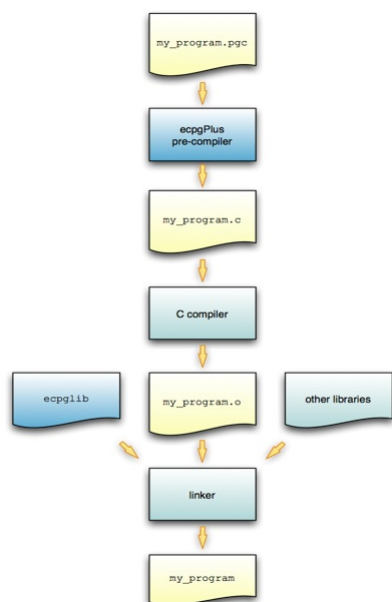 my_program.pgc
ecpgPlus
pre-compiler
my_program.c
C compiler
ecpglib
my_program.o
other libraries
linker
my_program